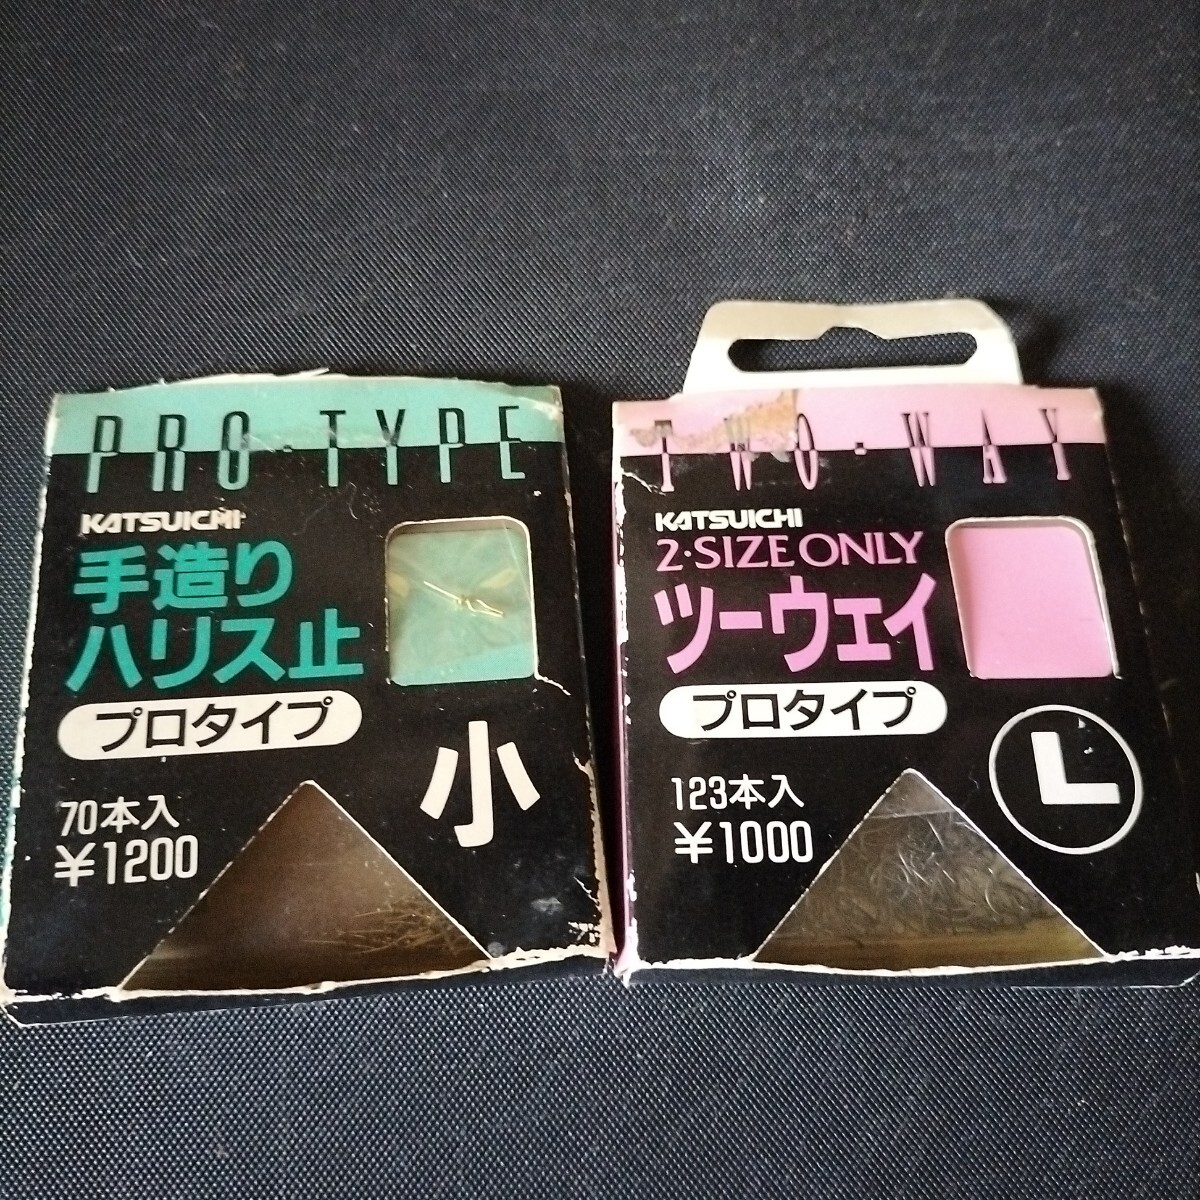 PRO-TYPE
KATSUICHI
手造り
ハリス止
プロタイプ
小
70本入
¥1200
TWO-WAY
KATSUICHI
2・SIZE ONLY
ツーウェイ
プロタイプ
L
123本入
¥1000